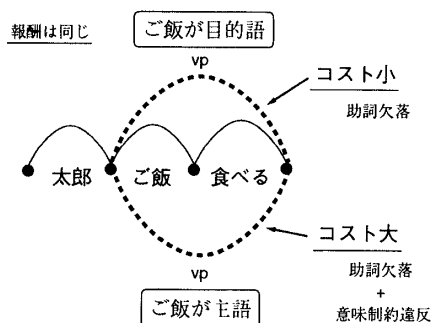 報酬は同じ
ご飯が目的語
vp
コスト小
助詞欠落
太郎 ご飯 食べる
コスト大
助詞欠落
+
意味制約違反
vp
ご飯が主語